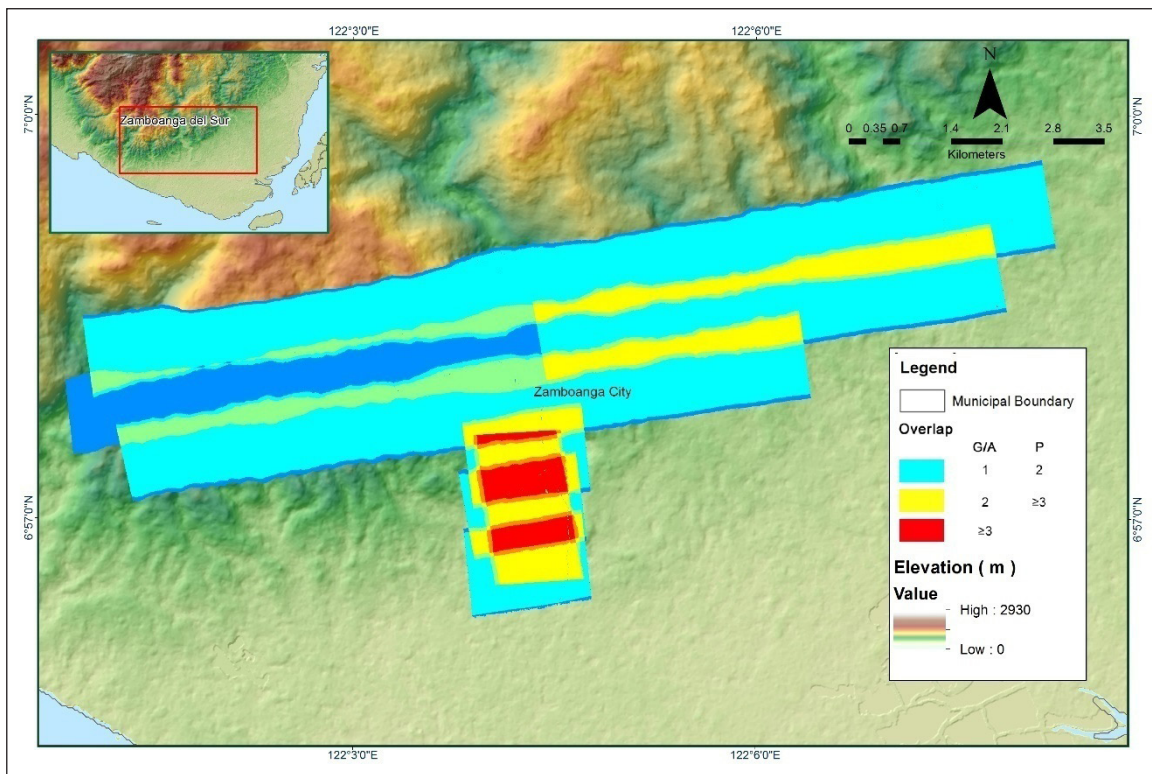 122°3'0"E
122°6'0"E
N
7°0'0"N
7°0'0"N
Zamboanga del Sur
0 0.35 0.7 1.4 2.1 2.8 3.5
Kilometers
Zamboanga City
Legend
Municipal Boundary
Overlap
G/A P
1 2
2 ≥3
≥3
Elevation ( m )
Value
High : 2930
Low : 0
6°57'0"N
6°57'0"N
122°3'0"E
122°6'0"E